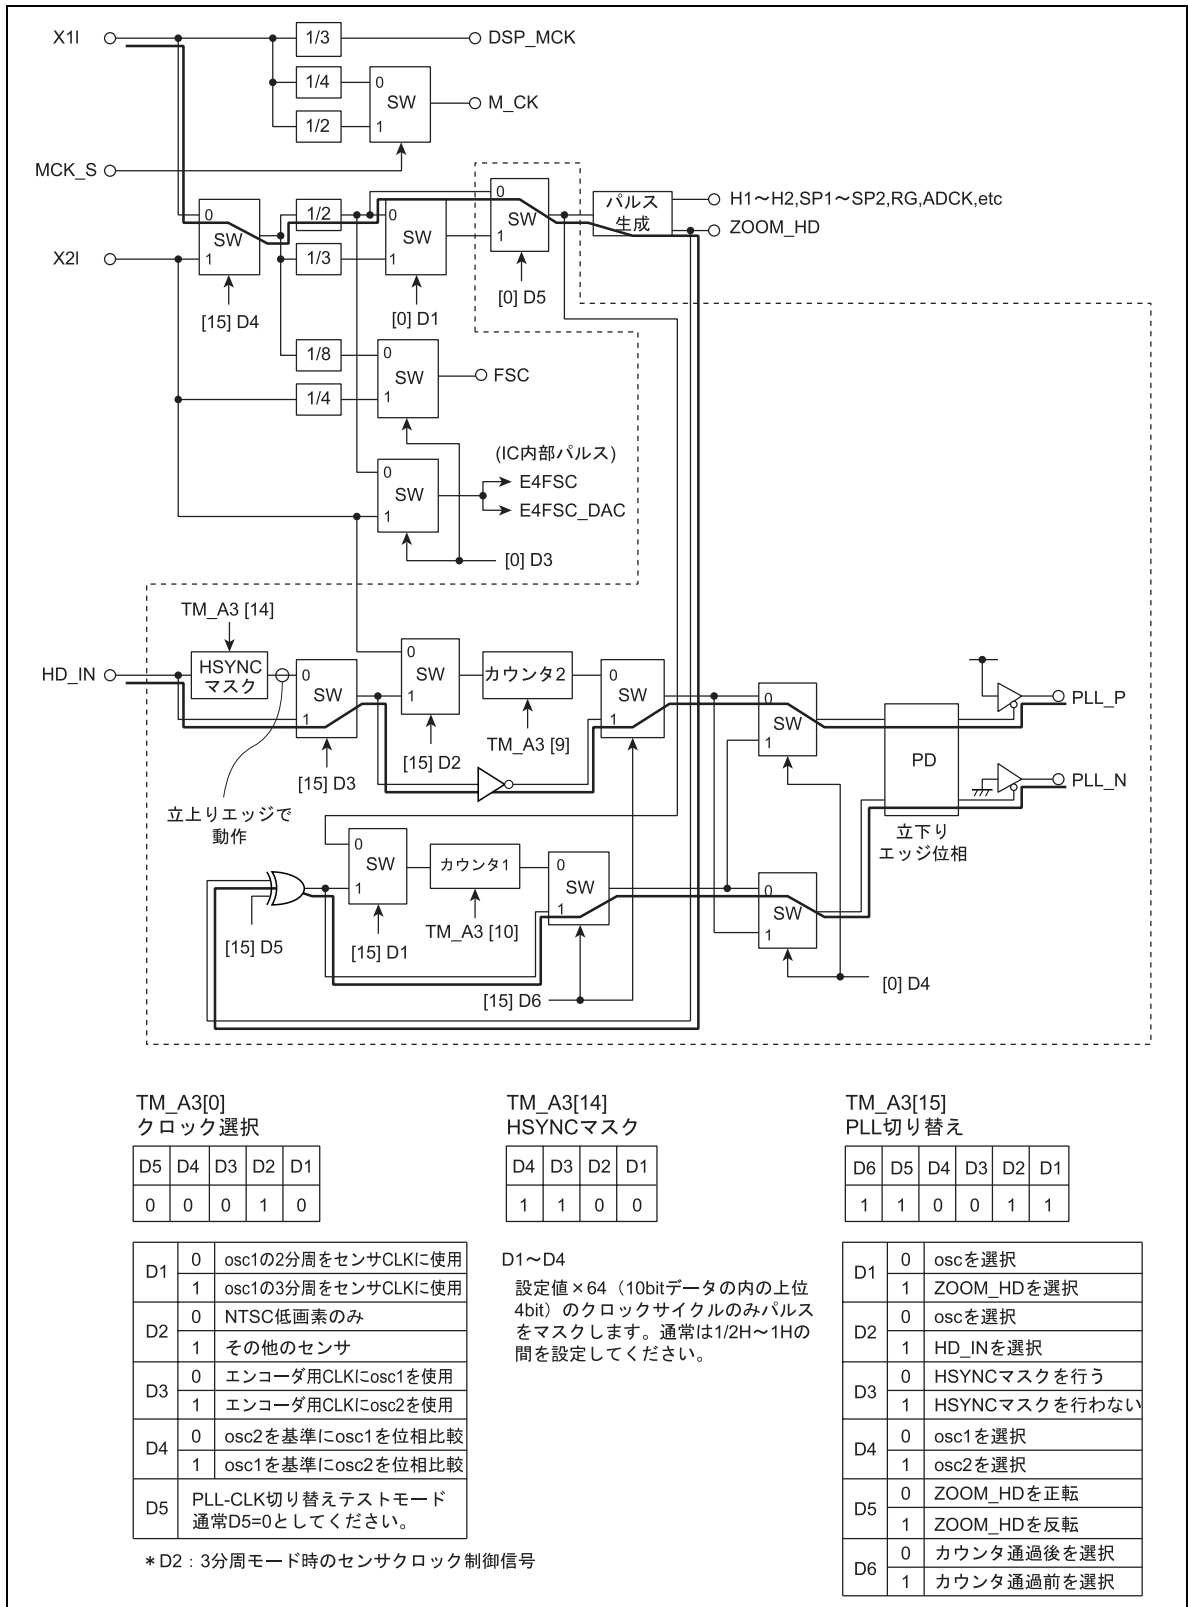 X1I
1/3
DSP_MCK
1/4
0
SW
M_CK
1/2
1
MCK_S
0
SW
1
1/2
0
SW
1
0
SW
1
パルス
生成
H1〜H2,SP1〜SP2,RG,ADCK,etc
ZOOM_HD
X2I
1/3
[15] D4
[0] D1
[0] D5
1/8
0
SW
FSC
1/4
1
(IC内部パルス)
0
SW
E4FSC
1
E4FSC_DAC
[0] D3
TM_A3 [14]
HD_IN
HSYNC
マスク
0
SW
1
0
SW
1
カウンタ2
0
SW
1
0
SW
1
PLL_P
TM_A3 [9]
[15] D2
[15] D3
PD
PLL_N
立上りエッジで
動作
立下り
エッジ位相
0
SW
1
カウンタ1
0
SW
1
0
SW
1
TM_A3 [10]
[15] D5
[15] D1
[0] D4
[15] D6
TM_A3[0]
クロック選択
D5 D4 D3 D2 D1
0 0 0 1 0
D1 0 osc1の2分周をセンサCLKに使用
1 osc1の3分周をセンサCLKに使用
D2 0 NTSC低画素のみ
1 その他のセンサ
D3 0 エンコーダ用CLKにosc1を使用
1 エンコーダ用CLKにosc2を使用
D4 0 osc2を基準にosc1を位相比較
1 osc1を基準にosc2を位相比較
D5 PLL-CLK切り替えテストモード
通常D5=0としてください。
＊D2：3分周モード時のセンサクロック制御信号
TM_A3[14]
HSYNCマスク
D4 D3 D2 D1
1 1 0 0
D1〜D4
設定値×64（10bitデータの内の上位
4bit）のクロックサイクルのみパルス
をマスクします。通常は1/2H〜1Hの
間を設定してください。
TM_A3[15]
PLL切り替え
D6 D5 D4 D3 D2 D1
1 1 0 0 1 1
D1 0 oscを選択
1 ZOOM_HDを選択
D2 0 oscを選択
1 HD_INを選択
D3 0 HSYNCマスクを行う
1 HSYNCマスクを行わない
D4 0 osc1を選択
1 osc2を選択
D5 0 ZOOM_HDを正転
1 ZOOM_HDを反転
D6 0 カウンタ通過後を選択
1 カウンタ通過前を選択